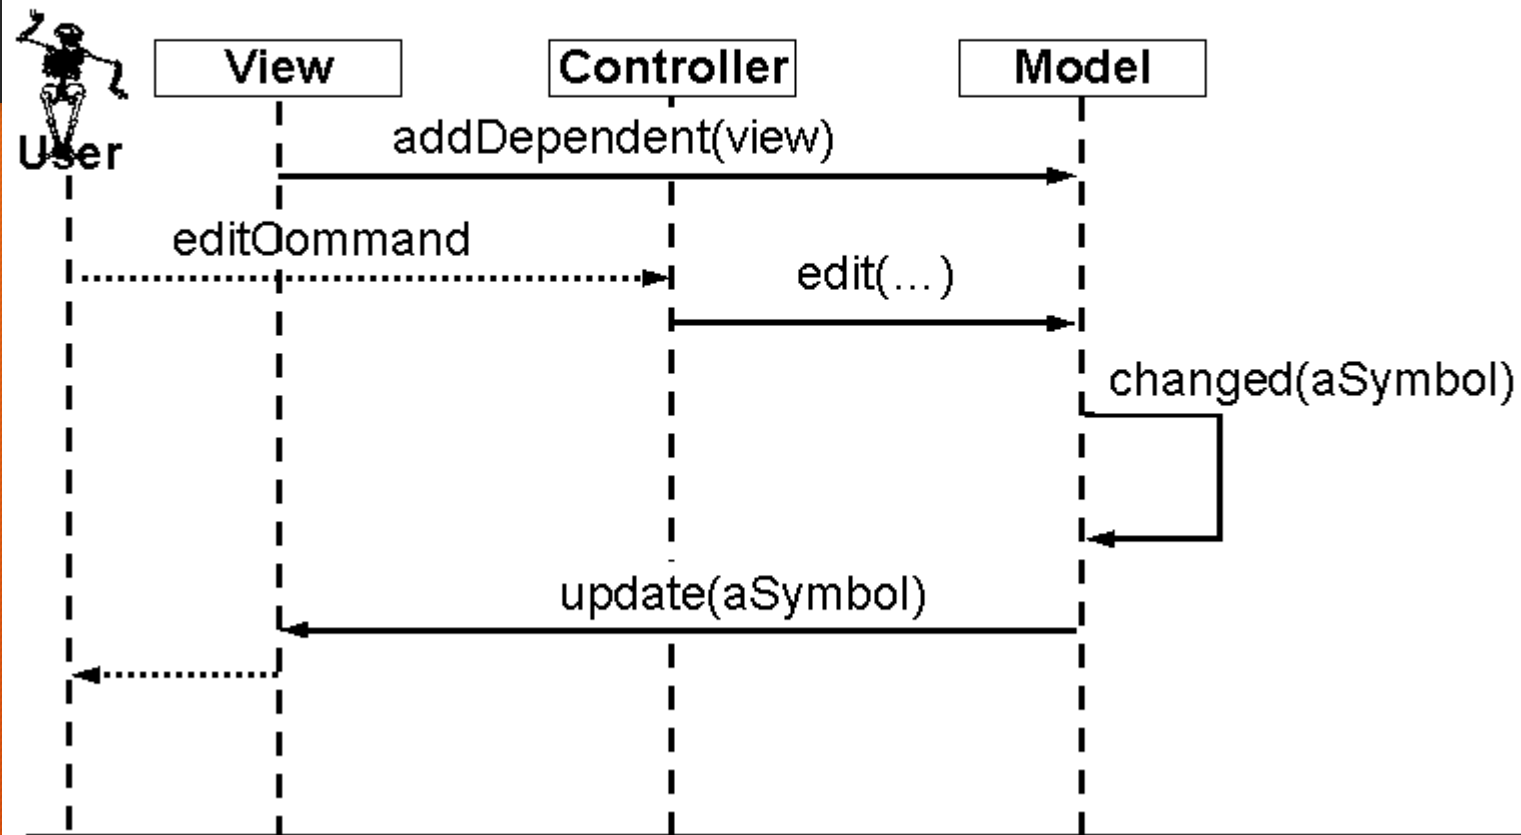 View
Controller
Model
User
addDependent(view)
editCommand
edit(...)
changed(aSymbol)
update(aSymbol)